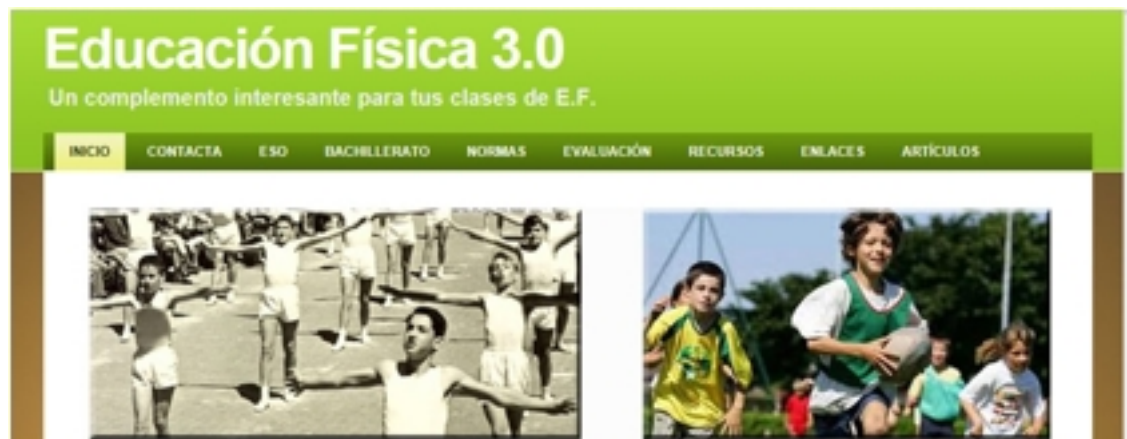 Educación Física 3.0
Un complemento interesante para tus clases de E.F.
INICIO CONTACTA ESO BACHILLERATO NORMAS EVALUACIÓN RECURSOS ENLACES ARTÍCULOS